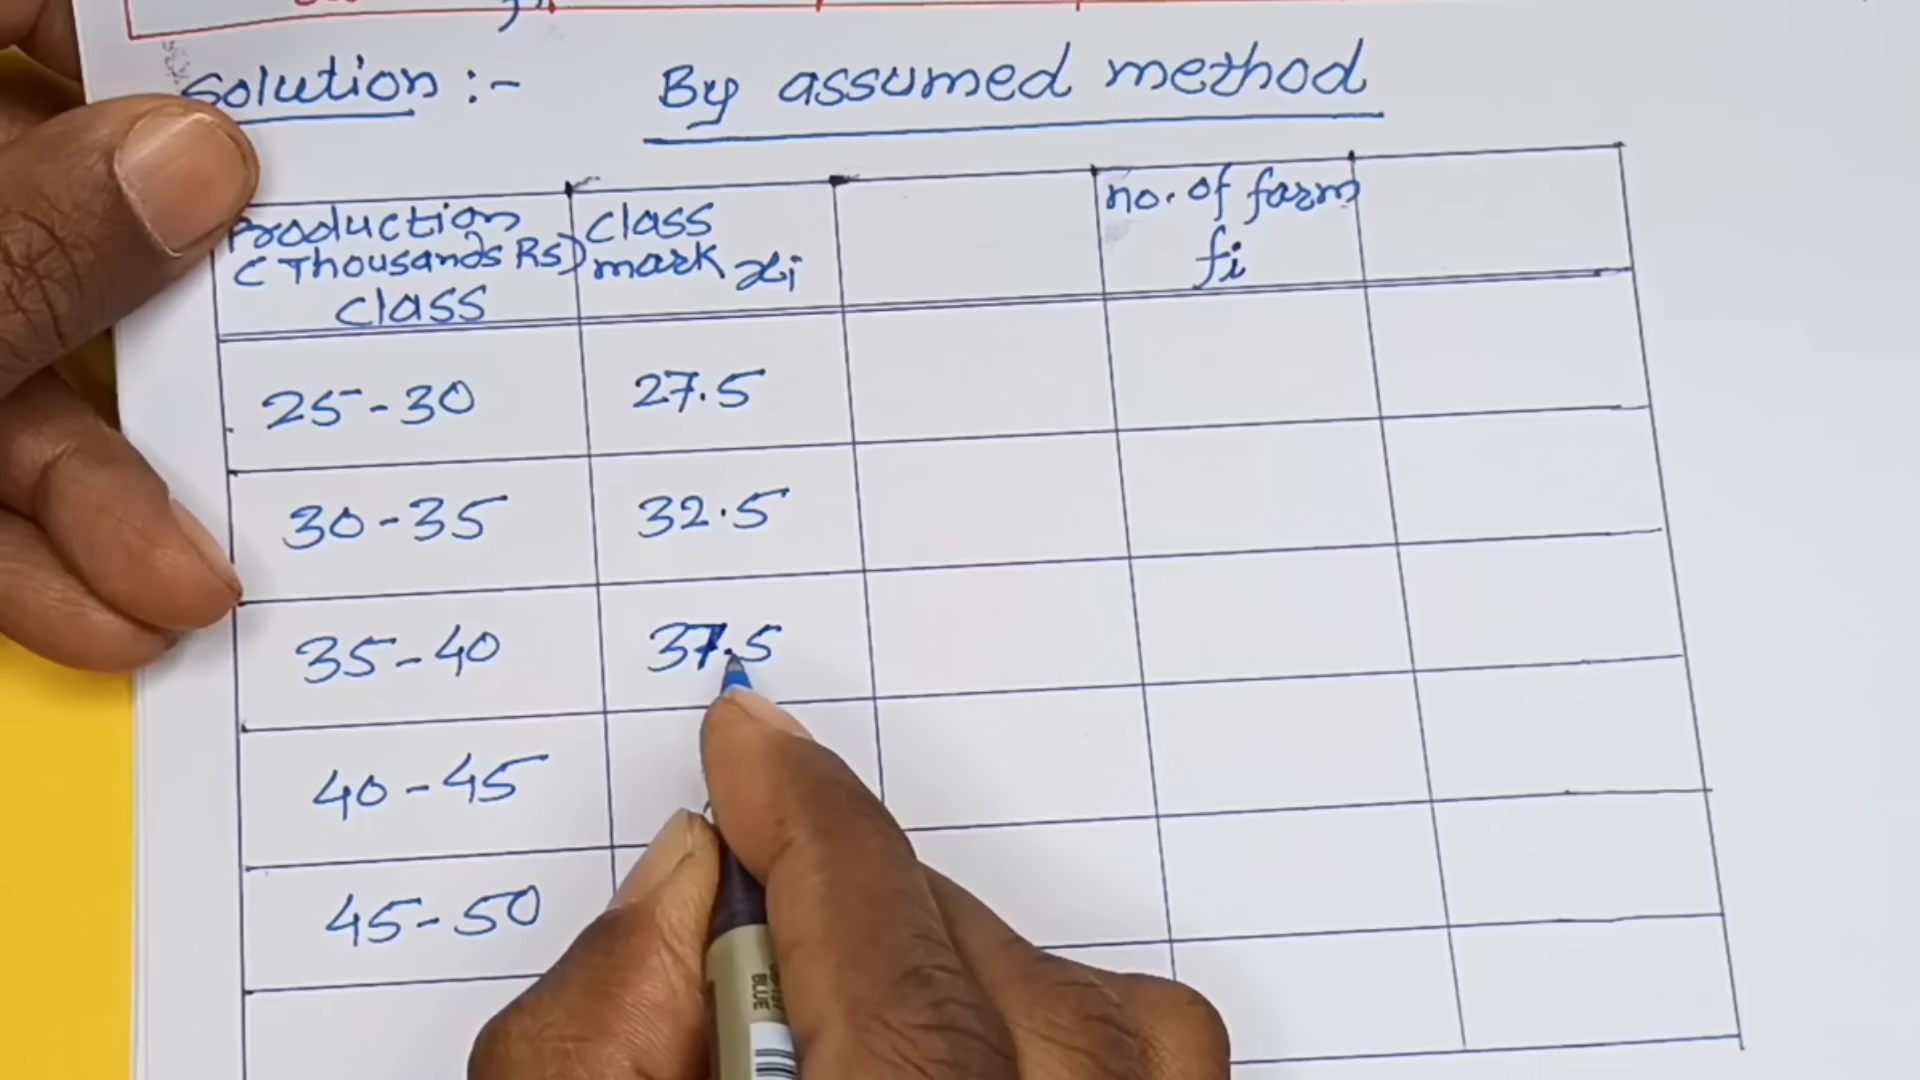 Solution :- By assumed method
Production
(Thousands Rs)
class
class
mark xi
no. of farm
fi
25-30 27.5
30-35 32.5
35-40 37.5
40-45
45-50
BLUE